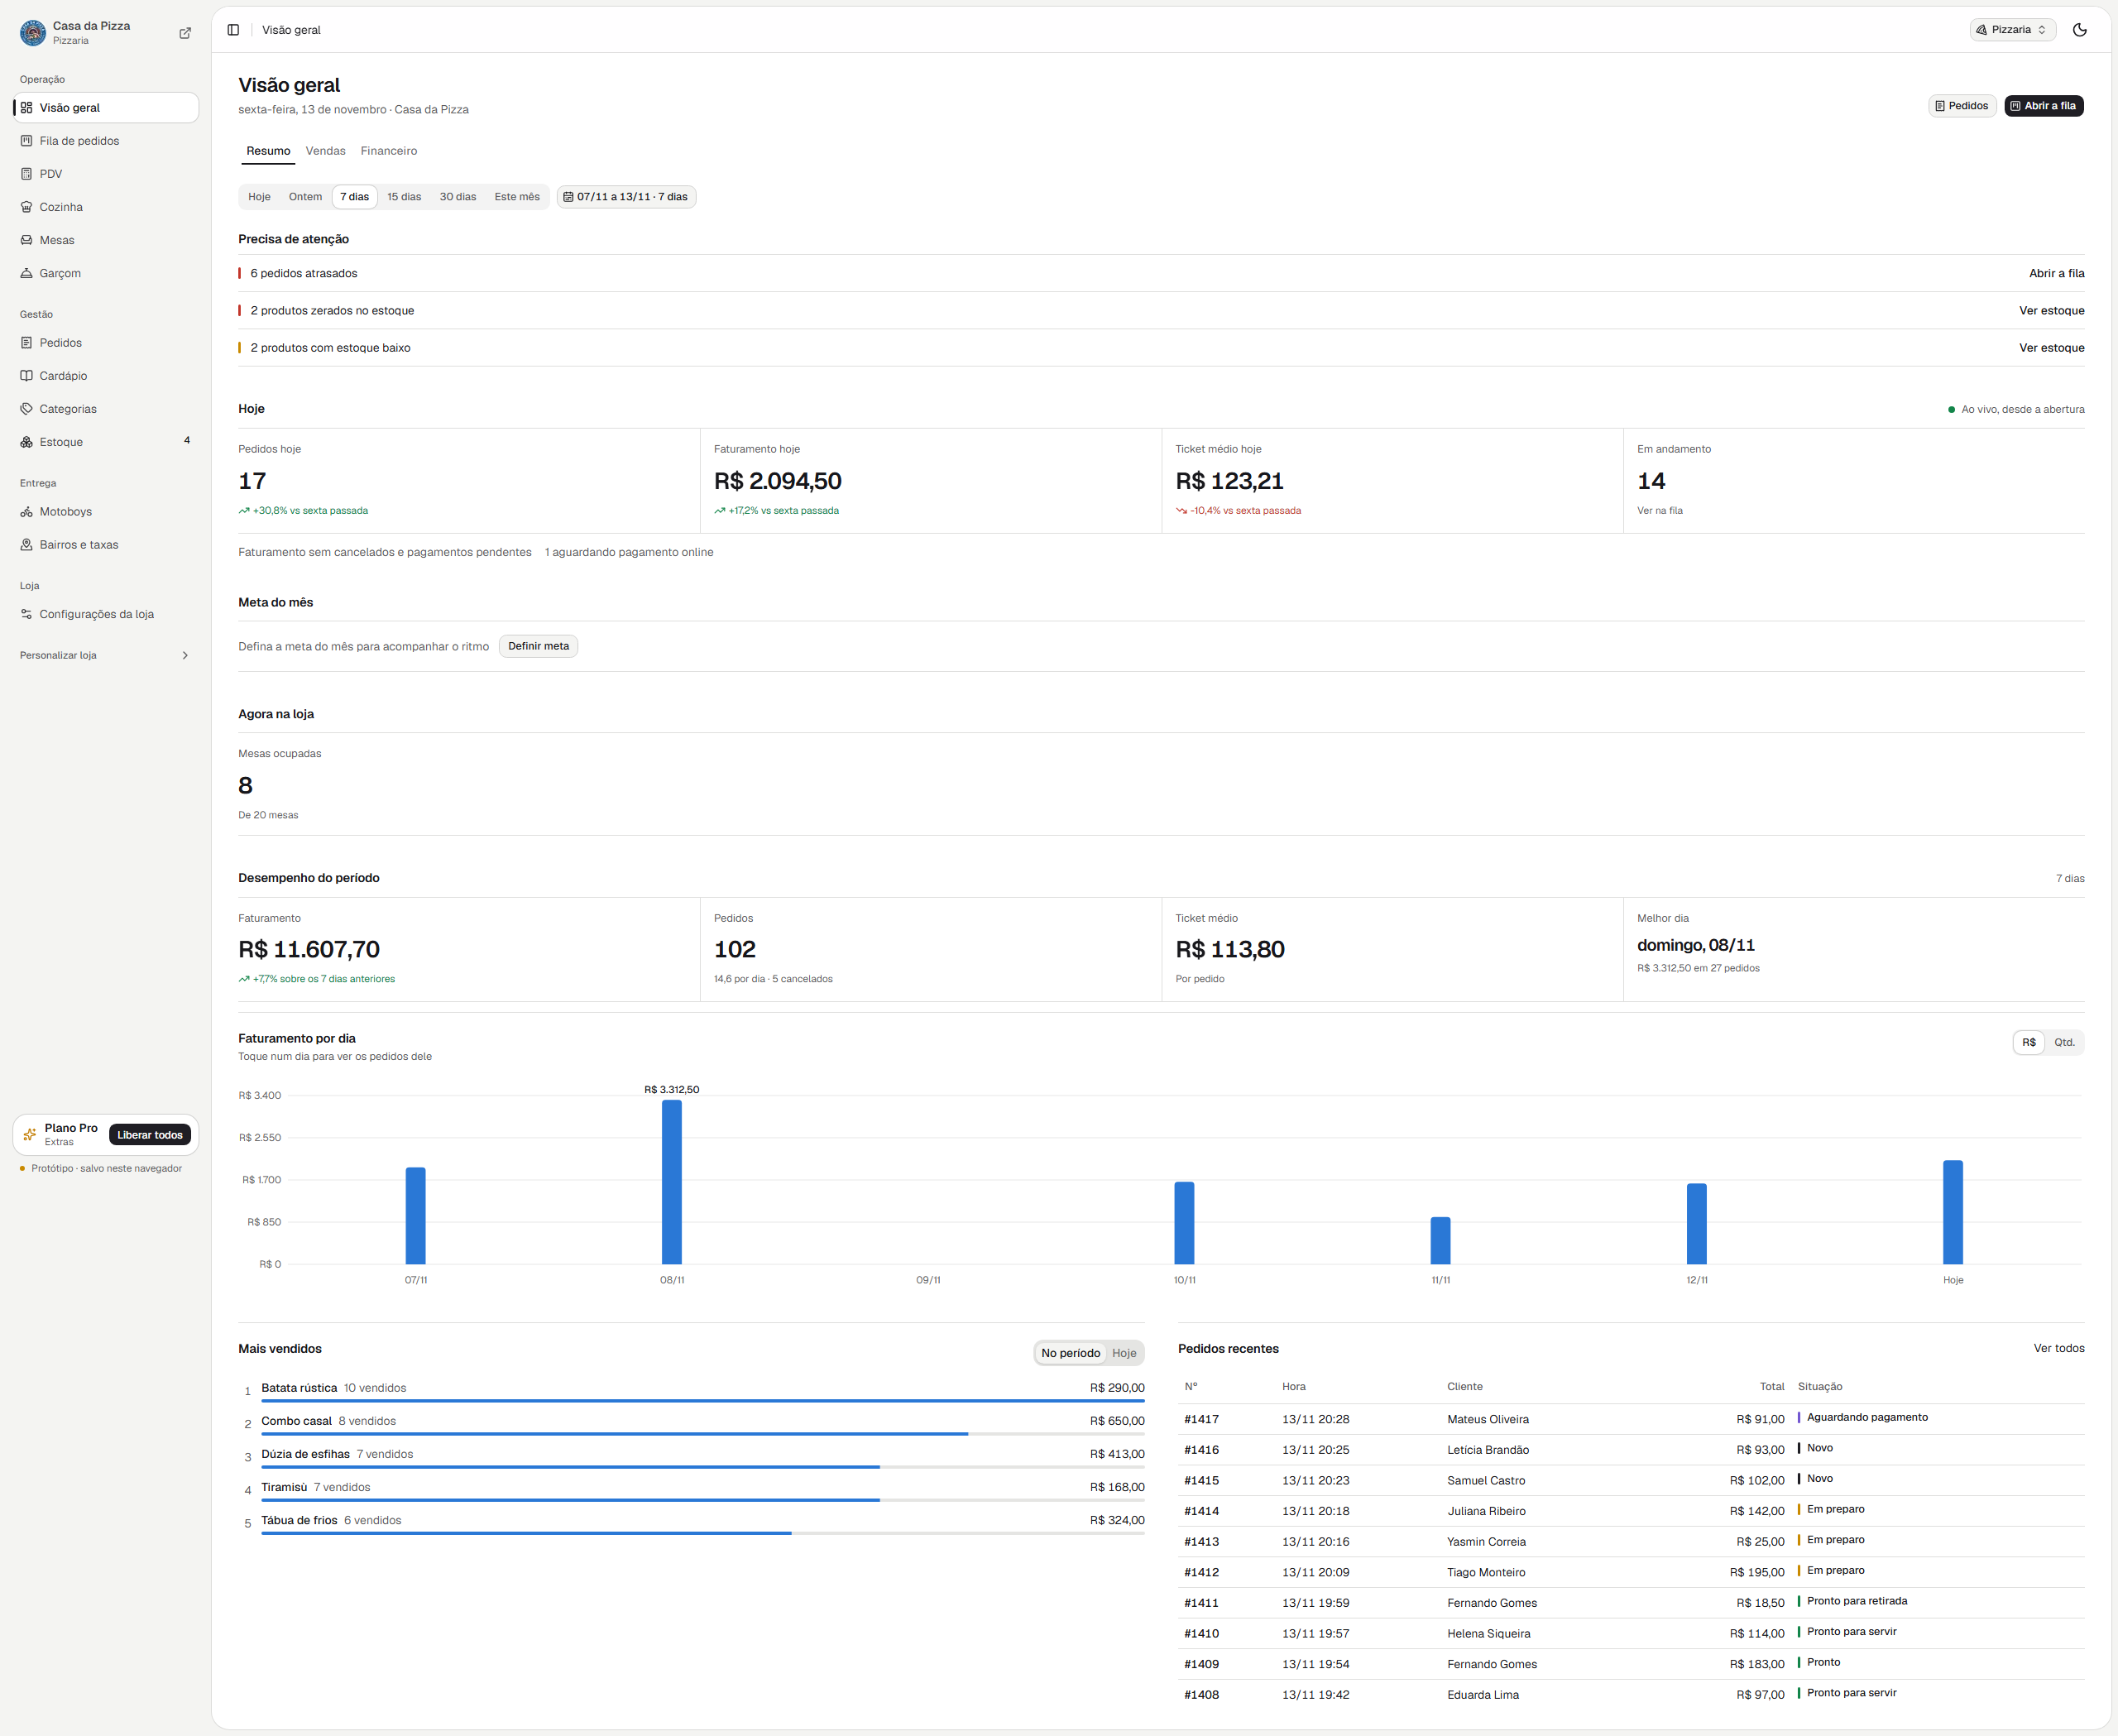 Casa da Pizza
Pizzaria
Operação
Visão geral
Fila de pedidos
PDV
Cozinha
Mesas
Garçom
Gestão
Pedidos
Cardápio
Categorias
Estoque 4
Entrega
Motoboys
Bairros e taxas
Loja
Configurações da loja
Personalizar loja
Plano Pro
Extras
Liberar todos
Protótipo · salvo neste navegador
Visão geral
Pizzaria
Visão geral
sexta-feira, 13 de novembro · Casa da Pizza
Pedidos Abrir a fila
Resumo Vendas Financeiro
Hoje Ontem 7 dias 15 dias 30 dias Este mês 07/11 a 13/11 · 7 dias
Precisa de atenção
6 pedidos atrasados Abrir a fila
2 produtos zerados no estoque Ver estoque
2 produtos com estoque baixo Ver estoque
Hoje Ao vivo, desde a abertura
Pedidos hoje
17
+30,8% vs sexta passada
Faturamento hoje
R$ 2.094,50
+17,2% vs sexta passada
Ticket médio hoje
R$ 123,21
-10,4% vs sexta passada
Em andamento
14
Ver na fila
Faturamento sem cancelados e pagamentos pendentes 1 aguardando pagamento online
Meta do mês
Defina a meta do mês para acompanhar o ritmo Definir meta
Agora na loja
Mesas ocupadas
8
De 20 mesas
Desempenho do período 7 dias
Faturamento
R$ 11.607,70
+7,7% sobre os 7 dias anteriores
Pedidos
102
14,6 por dia · 5 cancelados
Ticket médio
R$ 113,80
Por pedido
Melhor dia
domingo, 08/11
R$ 3.312,50 em 27 pedidos
Faturamento por dia
Toque num dia para ver os pedidos dele
R$ Qtd.
R$ 3.312,50
R$ 3.400
R$ 2.550
R$ 1.700
R$ 850
R$ 0
07/11 08/11 09/11 10/11 11/11 12/11 Hoje
Mais vendidos
No período Hoje
1 Batata rústica 10 vendidos R$ 290,00
2 Combo casal 8 vendidos R$ 650,00
3 Dúzia de esfihas 7 vendidos R$ 413,00
4 Tiramisù 7 vendidos R$ 168,00
5 Tábua de frios 6 vendidos R$ 324,00
Pedidos recentes Ver todos
Nº Hora Cliente Total Situação
#1417 13/11 20:28 Mateus Oliveira R$ 91,00 Aguardando pagamento
#1416 13/11 20:25 Letícia Brandão R$ 93,00 Novo
#1415 13/11 20:23 Samuel Castro R$ 102,00 Novo
#1414 13/11 20:18 Juliana Ribeiro R$ 142,00 Em preparo
#1413 13/11 20:16 Yasmin Correia R$ 25,00 Em preparo
#1412 13/11 20:09 Tiago Monteiro R$ 195,00 Em preparo
#1411 13/11 19:59 Fernando Gomes R$ 18,50 Pronto para retirada
#1410 13/11 19:57 Helena Siqueira R$ 114,00 Pronto para servir
#1409 13/11 19:54 Fernando Gomes R$ 183,00 Pronto
#1408 13/11 19:42 Eduarda Lima R$ 97,00 Pronto para servir